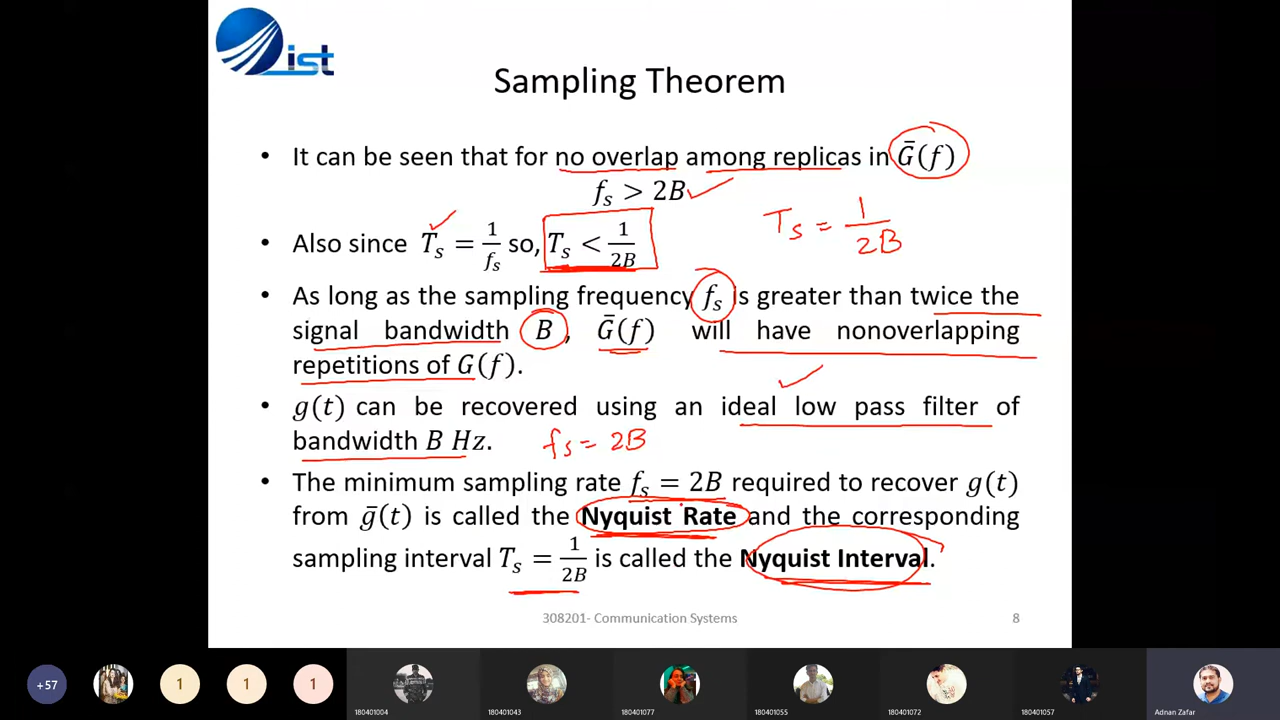 ist
Sampling Theorem
• It can be seen that for no overlap among replicas in Ḡ(f)
fₛ > 2B
• Also since Tₛ = 1/fₛ so, Tₛ < 1/2B
Tₛ = 1/2B
• As long as the sampling frequency fₛ is greater than twice the
signal bandwidth B, Ḡ(f) will have nonoverlapping
repetitions of G(f).
• g(t) can be recovered using an ideal low pass filter of
bandwidth B Hz.
fₛ = 2B
• The minimum sampling rate fₛ = 2B required to recover g(t)
from ḡ(t) is called the Nyquist Rate and the corresponding
sampling interval Tₛ = 1/2B is called the Nyquist Interval.
308201- Communication Systems
8
+57
1
1
1
180401004
180401043
180401077
180401055
180401072
180401057
Adnan Zafar